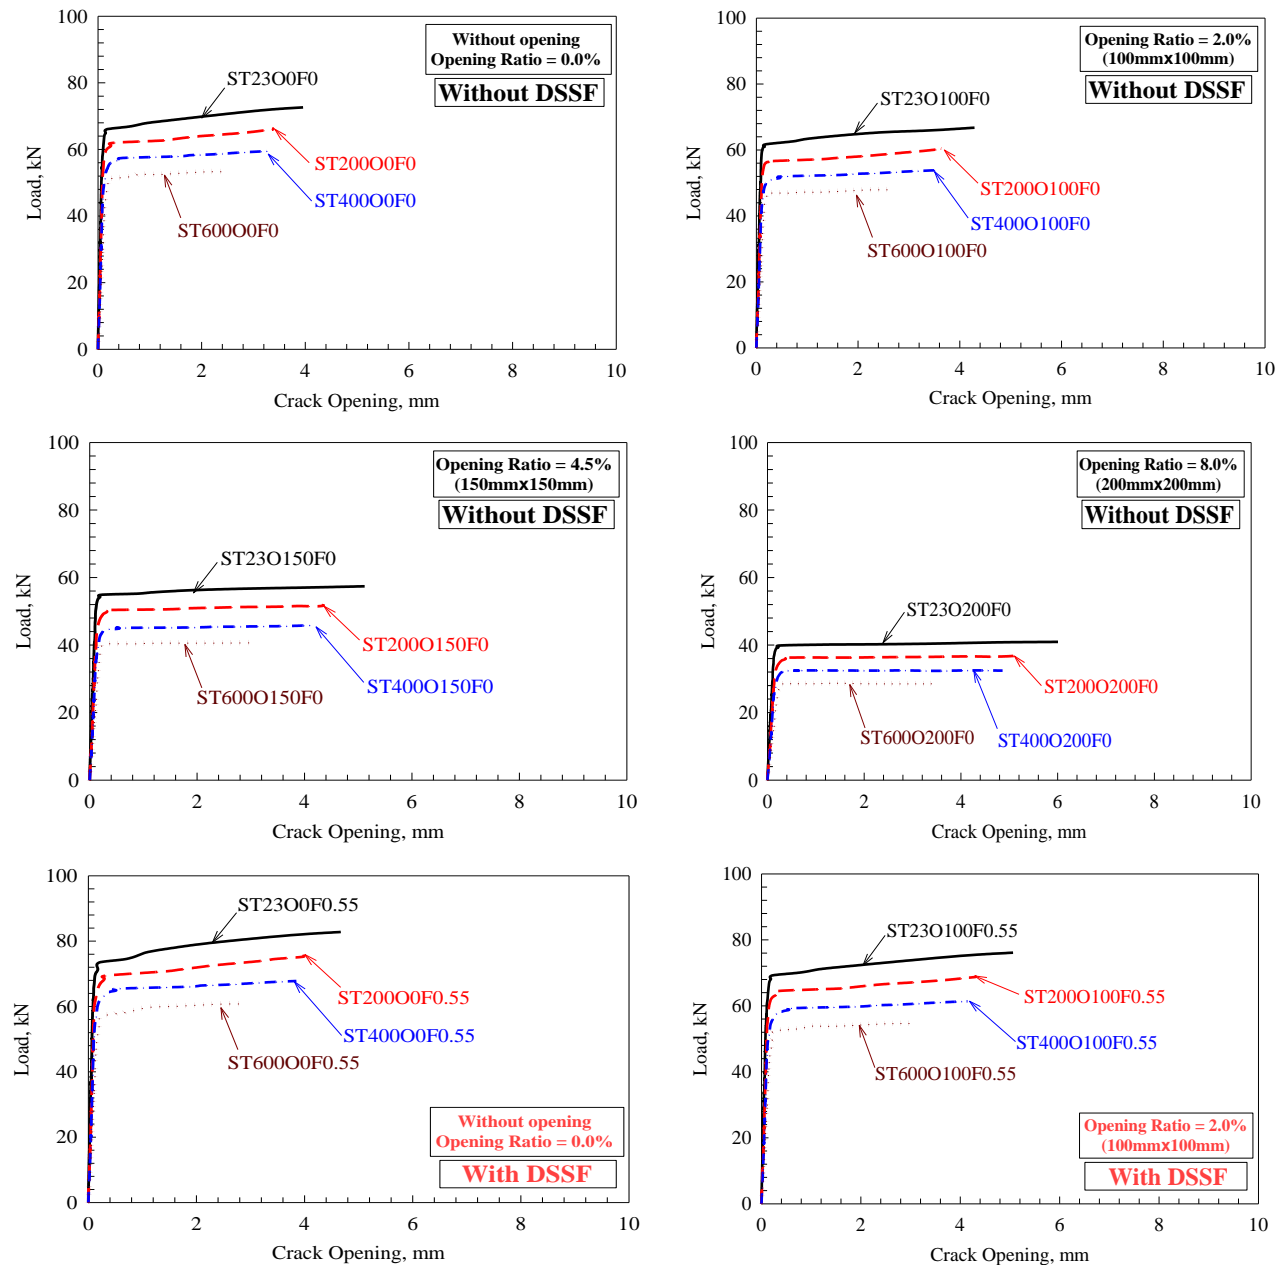 100
80
60
40
20
0
Load, kN
Without opening
Opening Ratio = 0.0%
Without DSSF
ST23O0F0
ST200O0F0
ST400O0F0
ST600O0F0
0 2 4 6 8 10
Crack Opening, mm
100
80
60
40
20
0
Load, kN
Opening Ratio = 2.0%
(100mmx100mm)
Without DSSF
ST23O100F0
ST200O100F0
ST400O100F0
ST600O100F0
0 2 4 6 8 10
Crack Opening, mm
100
80
60
40
20
0
Load, kN
Opening Ratio = 4.5%
(150mmx150mm)
Without DSSF
ST23O150F0
ST200O150F0
ST400O150F0
ST600O150F0
0 2 4 6 8 10
Crack Opening, mm
100
80
60
40
20
0
Load, kN
Opening Ratio = 8.0%
(200mmx200mm)
Without DSSF
ST23O200F0
ST200O200F0
ST600O200F0
ST400O200F0
0 2 4 6 8 10
Crack Opening, mm
100
80
60
40
20
0
Load, kN
ST23O0F0.55
ST200O0F0.55
ST400O0F0.55
ST600O0F0.55
Without opening
Opening Ratio = 0.0%
With DSSF
0 2 4 6 8 10
Crack Opening, mm
100
80
60
40
20
0
Load, kN
ST23O100F0.55
ST200O100F0.55
ST400O100F0.55
ST600O100F0.55
Opening Ratio = 2.0%
(100mmx100mm)
With DSSF
0 2 4 6 8 10
Crack Opening, mm